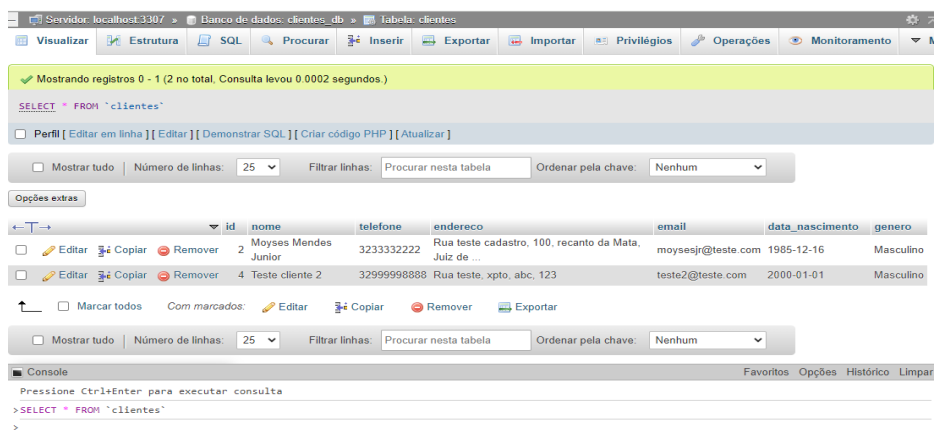 Servidor: localhost:3307 » Banco de dados: clientes_db » Tabela: clientes
Visualizar Estrutura SQL Procurar Inserir Exportar Importar Privilégios Operações Monitoramento
Mostrando registros 0 - 1 (2 no total, Consulta levou 0.0002 segundos.)
SELECT * FROM `clientes`
Perfil [ Editar em linha ] [ Editar ] [ Demonstrar SQL ] [ Criar código PHP ] [ Atualizar ]
Mostrar tudo | Número de linhas: 25 Filtrar linhas: Procurar nesta tabela Ordenar pela chave: Nenhum
Opções extras
←T→ id nome telefone endereco email data_nascimento genero
Editar Copiar Remover 2 Moyses Mendes Junior 3233332222 Rua teste cadastro, 100, recanto da Mata, Juiz de ... moysesjr@teste.com 1985-12-16 Masculino
Editar Copiar Remover 4 Teste cliente 2 32999998888 Rua teste, xpto, abc, 123 teste2@teste.com 2000-01-01 Masculino
Marcar todos Com marcados: Editar Copiar Remover Exportar
Mostrar tudo | Número de linhas: 25 Filtrar linhas: Procurar nesta tabela Ordenar pela chave: Nenhum
Console Favoritos Opções Histórico Limpar
Pressione Ctrl+Enter para executar consulta
>SELECT * FROM `clientes`
>